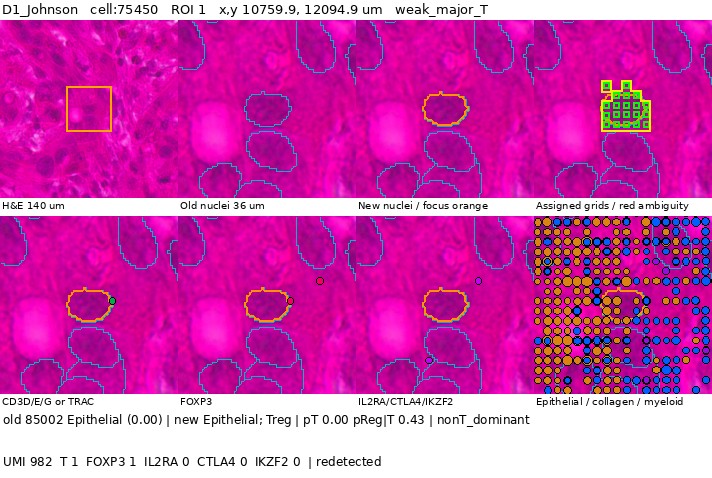 D1_Johnson cell:75450 ROI 1 x,y 10759.9, 12094.9 um weak_major_T
H&E 140 um
Old nuclei 36 um
New nuclei / focus orange
Assigned grids / red ambiguity
CD3D/E/G or TRAC
FOXP3
IL2RA/CTLA4/IKZF2
Epithelial / collagen / myeloid
old 85002 Epithelial (0.00) | new Epithelial; Treg | pT 0.00 pReg|T 0.43 | nonT_dominant
UMI 982 T 1 FOXP3 1 IL2RA 0 CTLA4 0 IKZF2 0 | redetected